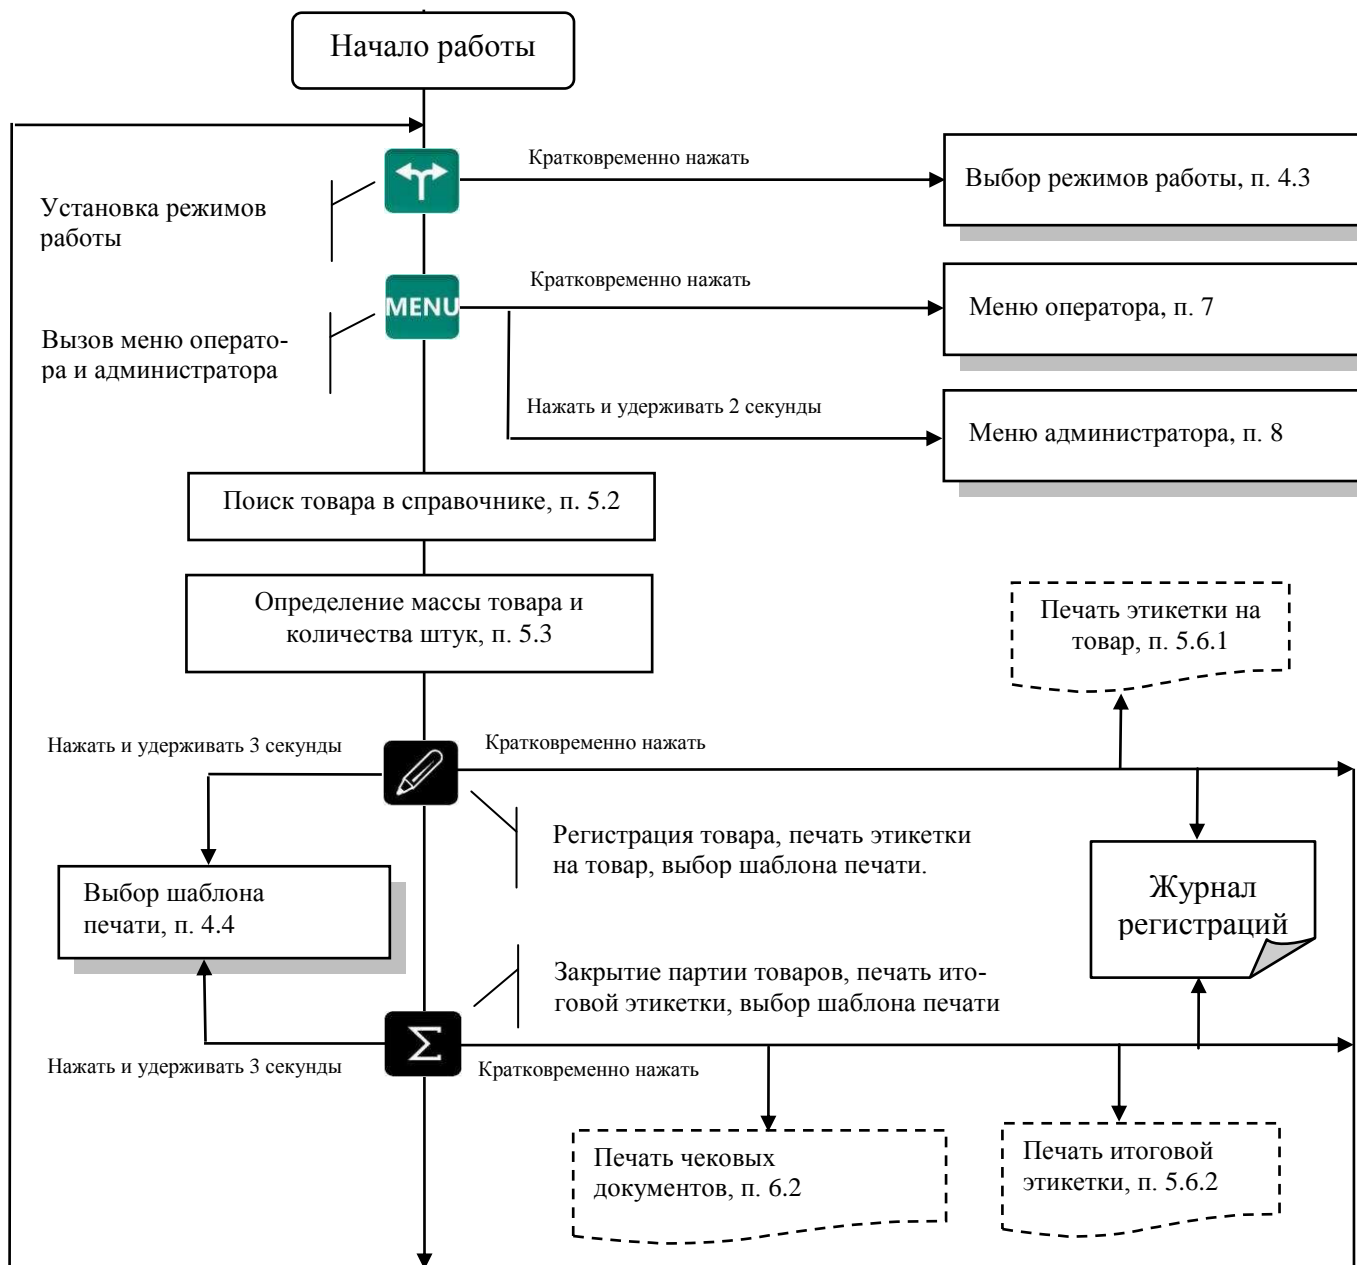 Начало работы
Кратковременно нажать
Выбор режимов работы, п. 4.3
Установка режимов
работы
Кратковременно нажать
MENU
Меню оператора, п. 7
Вызов меню операто-
ра и администратора
Нажать и удерживать 2 секунды
Меню администратора, п. 8
Поиск товара в справочнике, п. 5.2
Определение массы товара и
количества штук, п. 5.3
Печать этикетки на
товар, п. 5.6.1
Нажать и удерживать 3 секунды
Кратковременно нажать
Регистрация товара, печать этикетки
на товар, выбор шаблона печати.
Журнал
регистраций
Выбор шаблона
печати, п. 4.4
Закрытие партии товаров, печать ито-
говой этикетки, выбор шаблона печати
Σ
Нажать и удерживать 3 секунды
Кратковременно нажать
Печать чековых
документов, п. 6.2
Печать итоговой
этикетки, п. 5.6.2